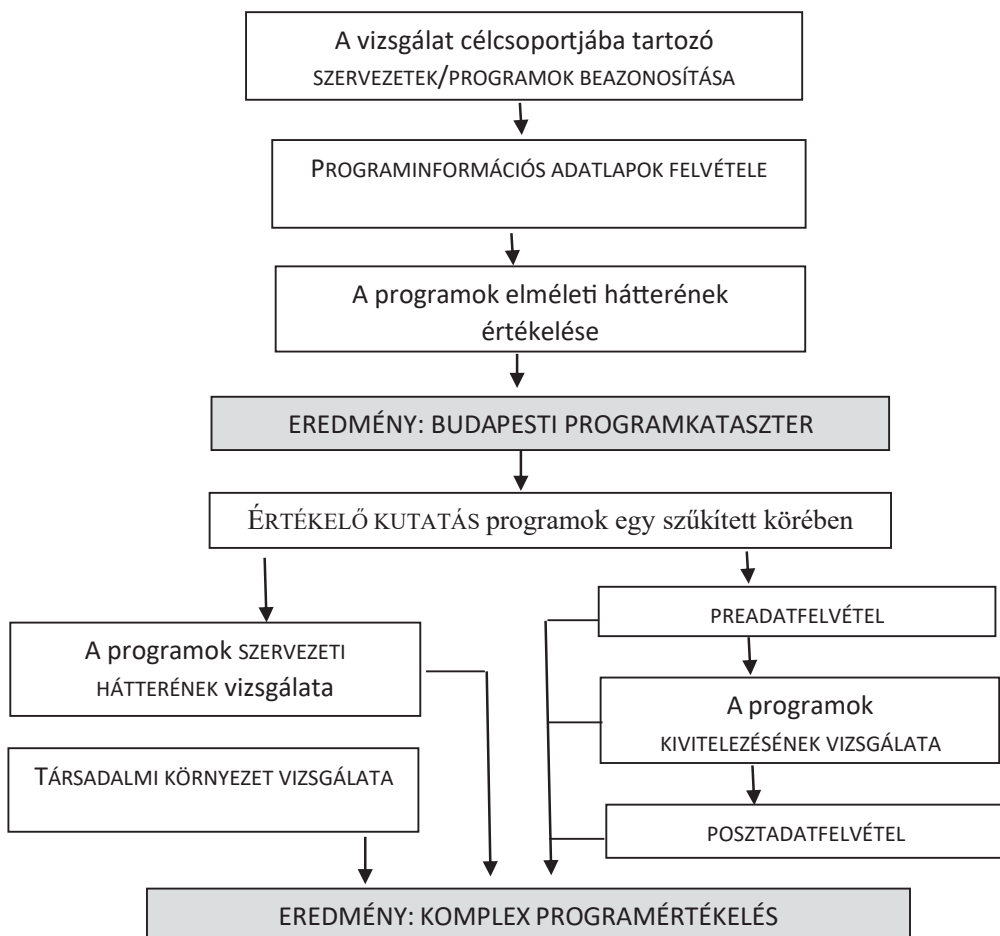 A vizsgálat célcsoportjába tartozó
SZERVEZETEK/PROGRAMOK BEAZONOSÍTÁSA
PROGRAMINFORMÁCIÓS ADATLAPOK FELVÉTELE
A programok elméleti hátterének
értékelése
EREDMÉNY: BUDAPESTI PROGRAMKATASZTER
ÉRTÉKELŐ KUTATÁS programok egy szűkített körében
PREADATFELVÉTEL
A programok SZERVEZETI
HÁTTERÉNEK vizsgálata
A programok
KIVITELEZÉSÉNEK VIZSGÁLATA
TÁRSADALMI KÖRNYEZET VIZSGÁLATA
POSZTADATFELVÉTEL
EREDMÉNY: KOMPLEX PROGRAMÉRTÉKELÉS